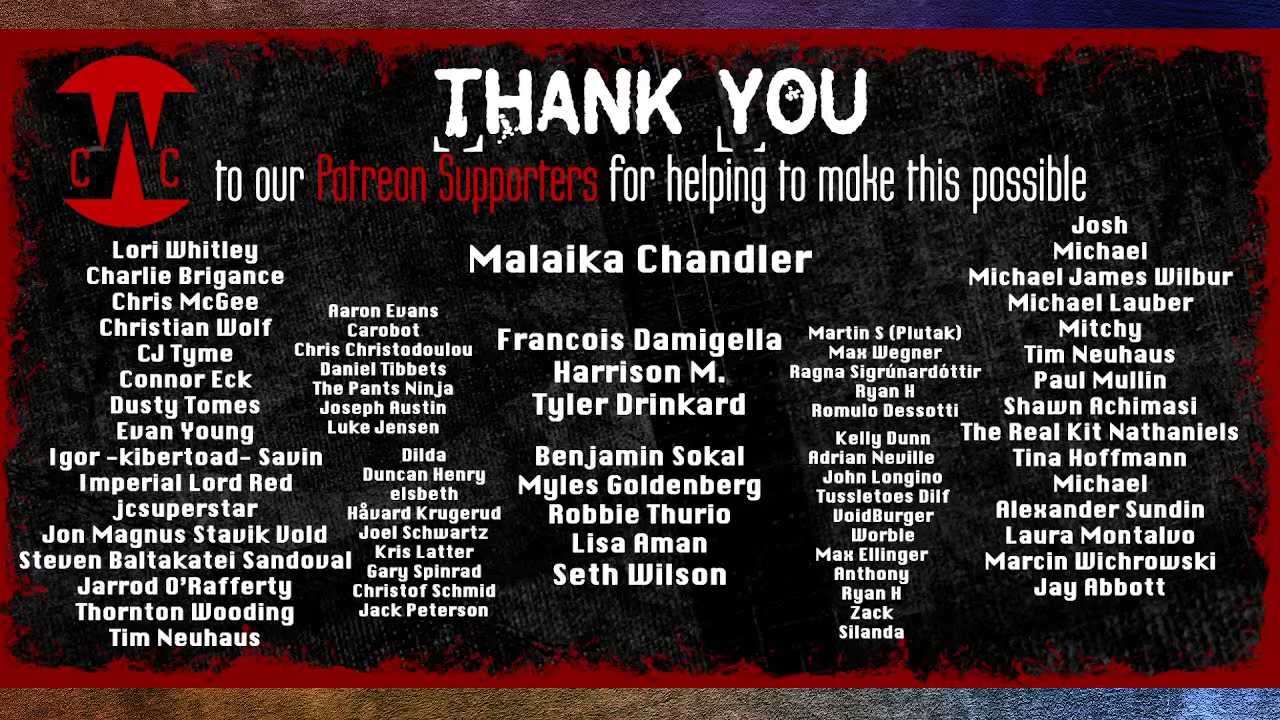 THANK YOU
to our Patreon Supporters for helping to make this possible
W
C C
Lori Whitley
Charlie Brigance
Chris McGee
Christian Wolf
CJ Tyme
Connor Eck
Dusty Tomes
Evan Young
Igor -kibertoad- Savin
Imperial Lord Red
jcsuperstar
Jon Magnus Stavik Vold
Steven Baltakatei Sandoval
Jarrod O'Rafferty
Thornton Wooding
Tim Neuhaus
Aaron Evans
Carobot
Chris Christodoulou
Daniel Tibbets
The Pants Ninja
Joseph Austin
Luke Jensen
Dilda
Duncan Henry
elsbeth
Håvard Krugerud
Joel Schwartz
Kris Latter
Gary Spinrad
Christof Schmid
Jack Peterson
Malaika Chandler
Francois Damigella
Harrison M.
Tyler Drinkard
Benjamin Sokal
Myles Goldenberg
Robbie Thurio
Lisa Aman
Seth Wilson
Martin S (Plutak)
Max Wegner
Ragna Sigrúnardóttir
Ryan H
Romulo Dessotti
Kelly Dunn
Adrian Neville
John Longino
Tussletoes Dilf
VoidBurger
Worble
Max Ellinger
Anthony
Ryan H
Zack
Silanda
Josh
Michael
Michael James Wilbur
Michael Lauber
Mitchy
Tim Neuhaus
Paul Mullin
Shawn Achimasi
The Real Kit Nathaniels
Tina Hoffmann
Michael
Alexander Sundin
Laura Montalvo
Marcin Wichrowski
Jay Abbott